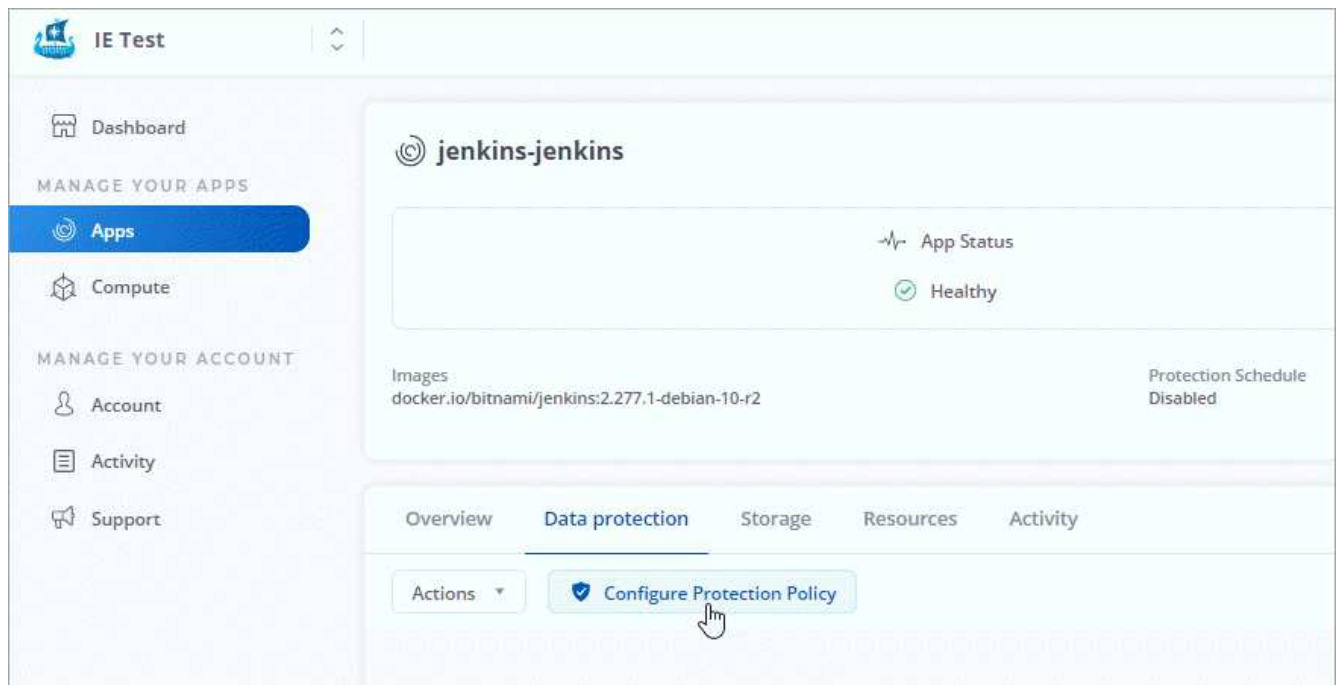 IE Test
Dashboard
MANAGE YOUR APPS
Apps
Compute
MANAGE YOUR ACCOUNT
Account
Activity
Support
jenkins-jenkins
App Status
Healthy
Images
docker.io/bitnami/jenkins:2.277.1-debian-10-r2
Protection Schedule
Disabled
Overview Data protection Storage Resources Activity
Actions Configure Protection Policy